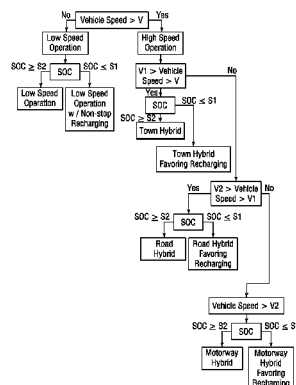 Vehicle Speed > V
No
Yes
Low Speed
Operation
High Speed
Operation
SOC ≥ S2
SOC
SOC ≤ S1
Low Speed
Operation
Low Speed
Operation
w / Non-stop
Recharging
V1 > Vehicle
Speed > V
No
Yes
SOC
SOC ≤ S1
SOC ≥ S2
Town Hybrid
Town Hybrid
Favoring Recharging
Yes
V2 > Vehicle
Speed > V1
No
SOC ≥ S2
SOC
SOC ≤ S1
Road
Hybrid
Road Hybrid
Favoring
Recharging
Vehicle Speed > V2
SOC ≥ S2
SOC
SOC ≤ S
Motorway
Hybrid
Motorway
Hybrid
Favoring
Recharging